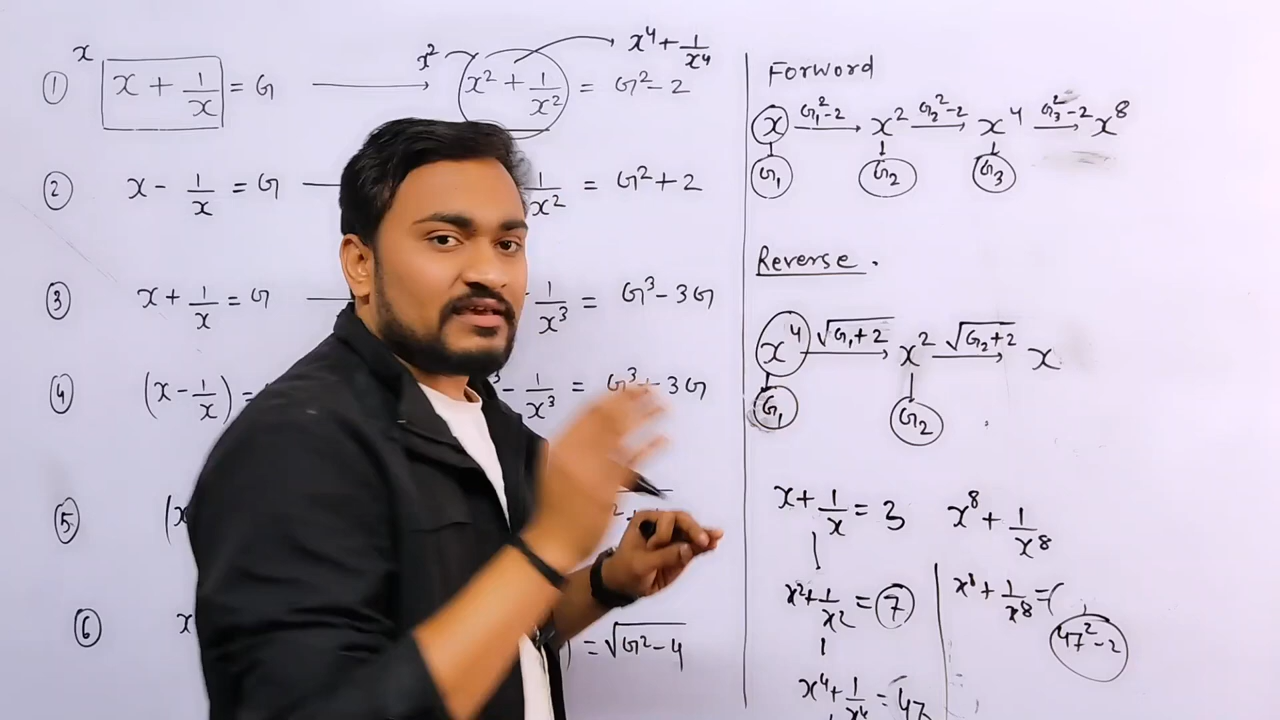 x
① x + 1/x = G → x² x² + 1/x² = G² - 2 x⁴ + 1/x⁴
② x - 1/x = G 1/x² = G² + 2
③ x + 1/x = G 1/x³ = G³ - 3G
④ (x - 1/x) = - 1/x³ = G³ + 3G
⑤ (x
⑥ x = √G² - 4
Forword
x G₁² - 2 → x² G₂² - 2 → x⁴ G₃² - 2 → x⁸
G₁ G₂ G₃
Reverse .
x⁴ √G₁ + 2 → x² √G₂ + 2 → x
G₁ G₂
x + 1/x = 3 x⁸ + 1/x⁸
x² + 1/x² = 7 x⁸ + 1/x⁸ = (
47² - 2
x⁴ + 1/x⁴ = 47